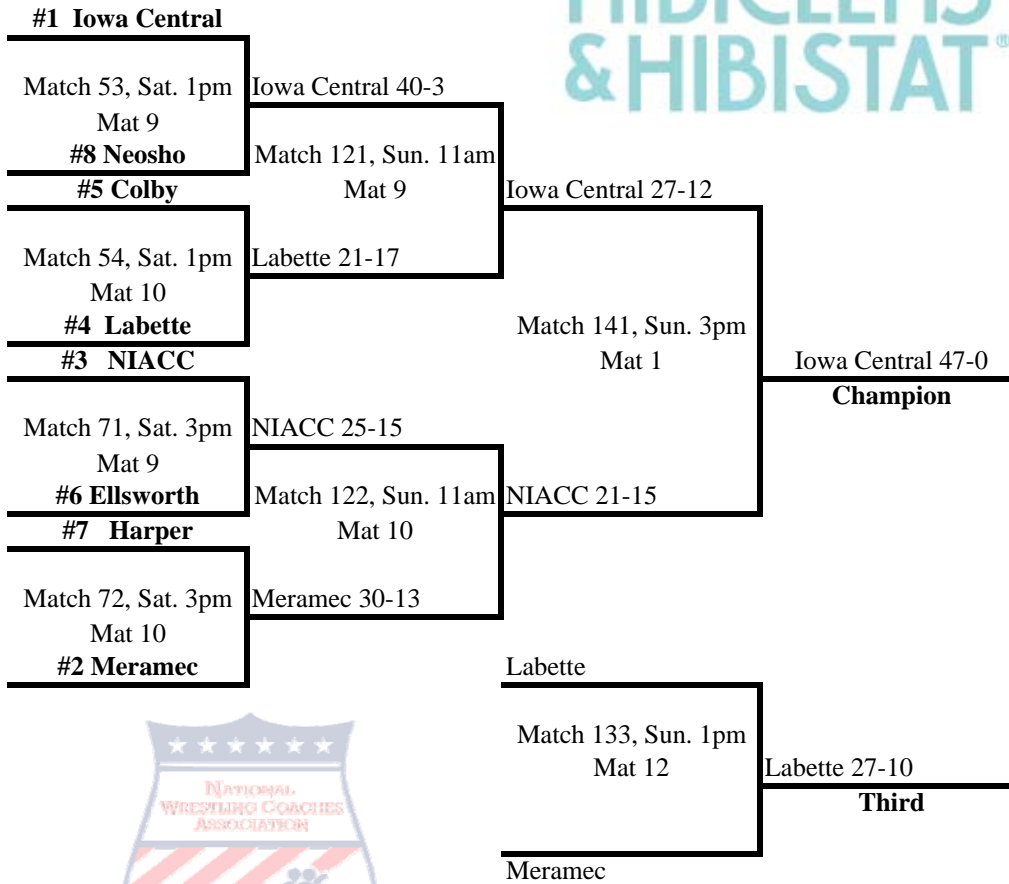 HIBICLENS
& HIBISTAT®
#1 Iowa Central
Match 53, Sat. 1pm
Mat 9
#8 Neosho
Iowa Central 40-3
#5 Colby
Match 54, Sat. 1pm
Mat 10
#4 Labette
Labette 21-17
Match 121, Sun. 11am
Mat 9
Iowa Central 27-12
#3 NIACC
Match 71, Sat. 3pm
Mat 9
#6 Ellsworth
NIACC 25-15
#7 Harper
Match 72, Sat. 3pm
Mat 10
#2 Meramec
Meramec 30-13
Match 122, Sun. 11am
Mat 10
NIACC 21-15
Match 141, Sun. 3pm
Mat 1
Iowa Central 47-0
Champion
Labette
Match 133, Sun. 1pm
Mat 12
Meramec
Labette 27-10
Third
NATIONAL
WRESTLING COACHES
ASSOCIATION